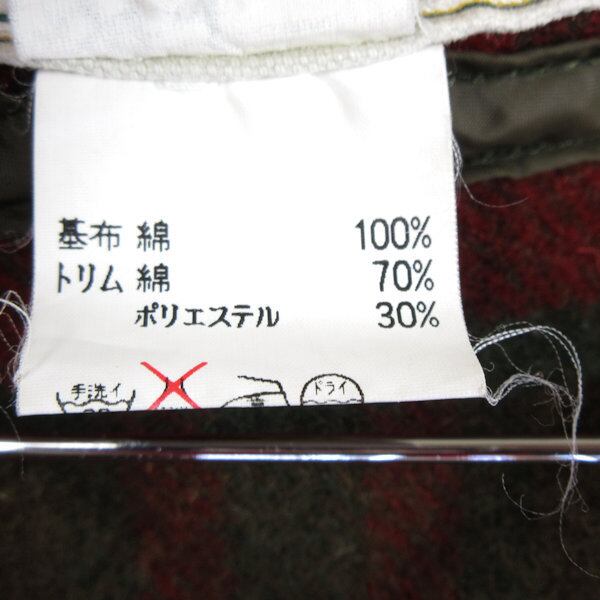 基布 綿 100%
トリム 綿 70%
ポリエステル 30%
手洗イ ドライ